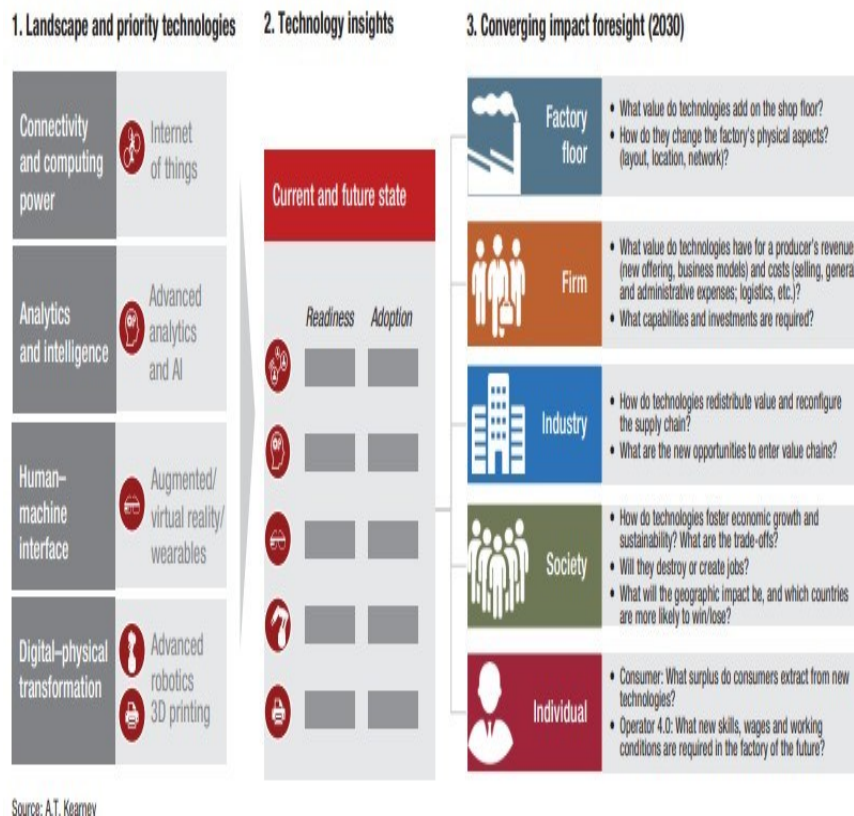 1. Landscape and priority technologies
Connectivity
and computing
power
Internet
of things
Analytics
and intelligence
Advanced
analytics
and AI
Human–
machine
interface
Augmented/
virtual reality/
wearables
Digital–physical
transformation
Advanced
robotics
3D printing
2. Technology insights
Current and future state
Readiness Adoption
3. Converging impact foresight (2030)
Factory
floor
• What value do technologies add on the shop floor?
• How do they change the factory's physical aspects?
(layout, location, network)?
Firm
• What value do technologies have for a producer's revenue
(new offering, business models) and costs (selling, genera
and administrative expenses; logistics, etc.)?
• What capabilities and investments are required?
Industry
• How do technologies redistribute value and reconfigure
the supply chain?
• What are the new opportunities to enter value chains?
Society
• How do technologies foster economic growth and
sustainability? What are the trade-offs?
• Will they destroy or create jobs?
• What will the geographic impact be, and which countries
are more likely to win/lose?
Individual
• Consumer: What surplus do consumers extract from new
technologies?
• Operator 4.0: What new skills, wages and working
conditions are required in the factory of the future?
Source: A.T. Kearney